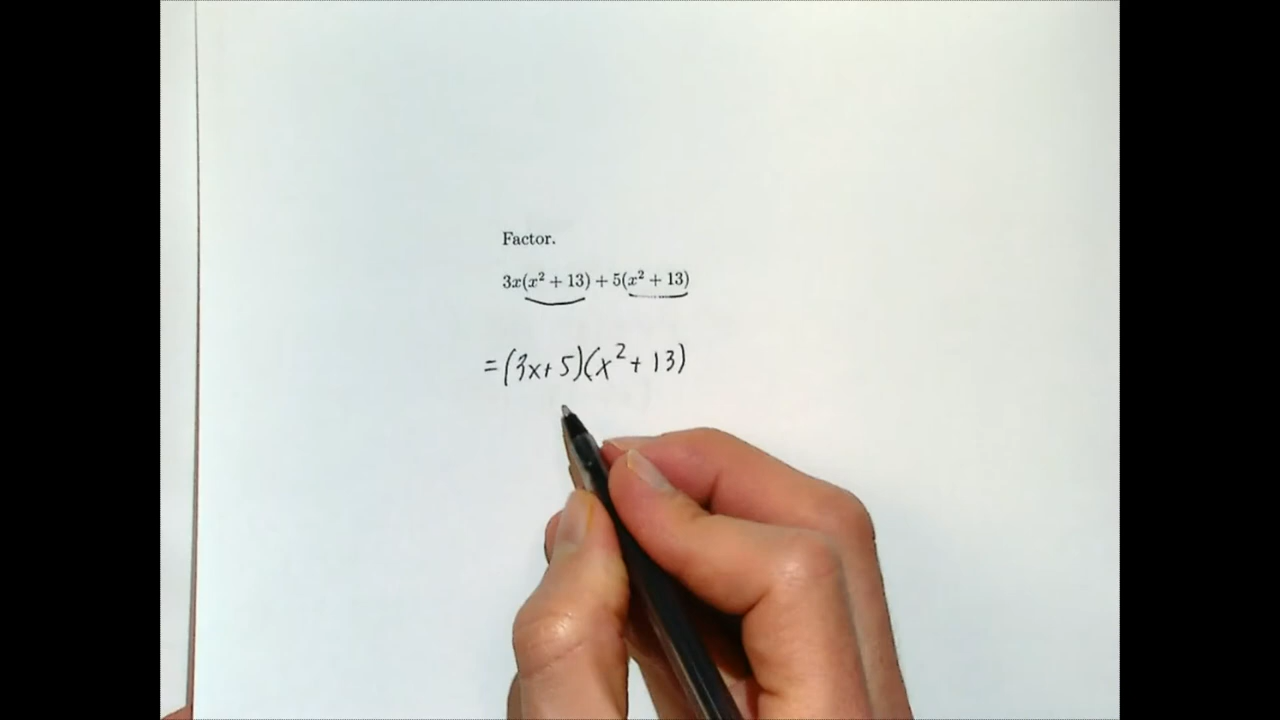 Factor.
3x(x² + 13) + 5(x² + 13)
=(3x+5)(x²+13)